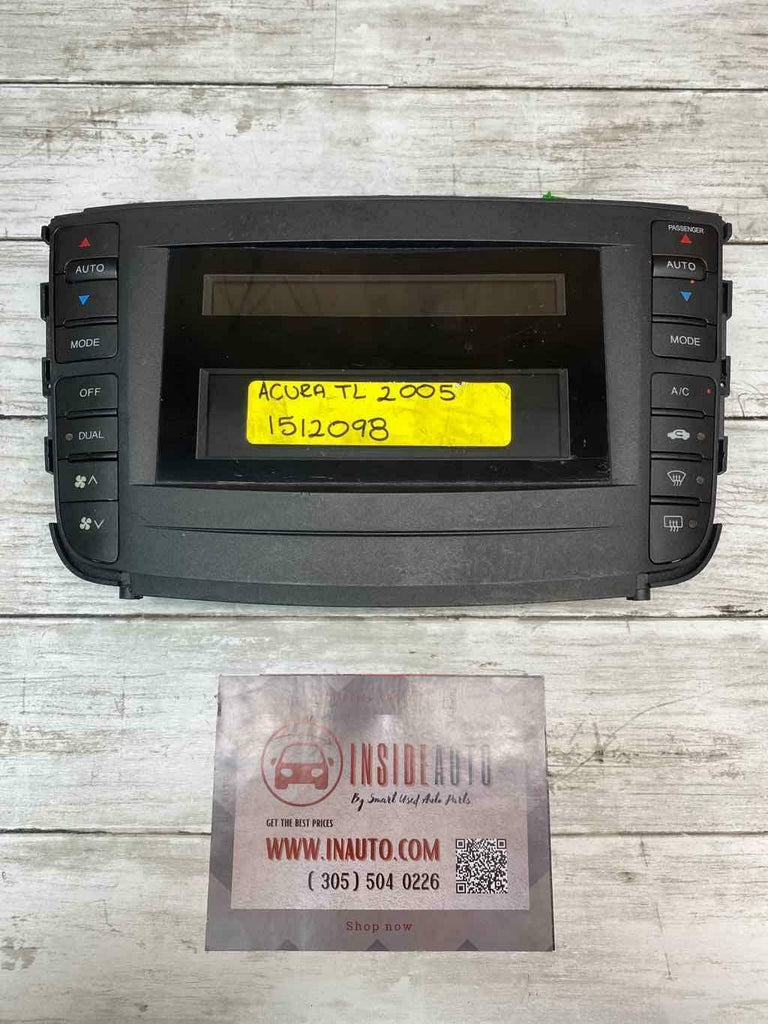 PASSENGER
AUTO
AUTO
MODE
MODE
OFF
A/C
DUAL
ACURA TL 2005
1512098
INSIDEAUTO
By Smart Used Auto Parts
GET THE BEST PRICES
WWW.INAUTO.COM
(305) 504 0226
Shop now